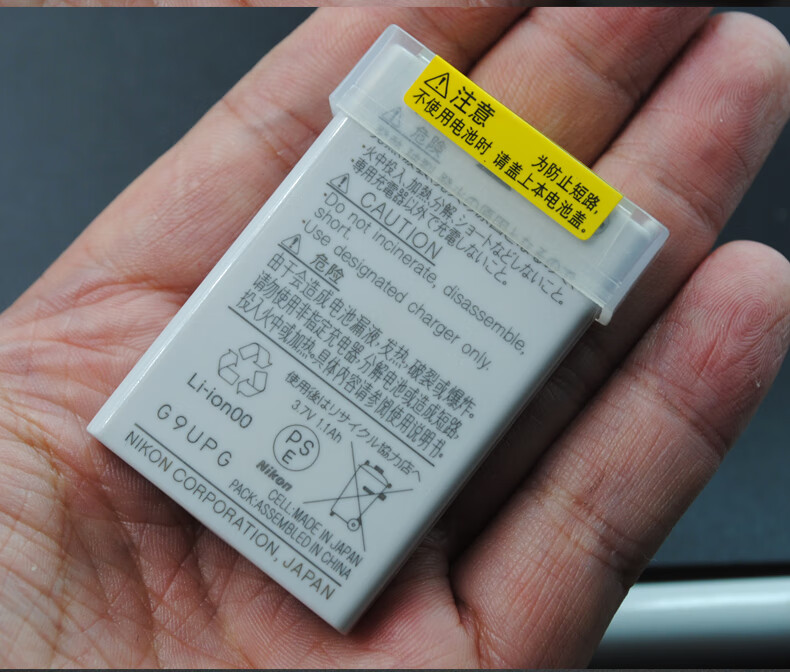 注意
为防止短路,
不使用电池时,请盖上本电池盖。
危険
・火中投入、加熱、分解、ショートなどしないこと。
・専用充電器以外で充電しないこと。
CAUTION
・Do not incinerate, disassemble,
short.
・Use designated charger only.
危険
由于会造成电池漏液,发热,破裂或爆炸。
请勿使用非指定充电器,分解电池或造成短路,
投入火中或加热。具体内容请参阅使用说明书。
使用後はリサイクル協力店へ
3.7V 1.1Ah
Li-ion00
PS
E
G9UPG
Nikon
CELL:MADE IN JAPAN
PACK:ASSEMBLED IN CHINA
NIKON CORPORATION, JAPAN